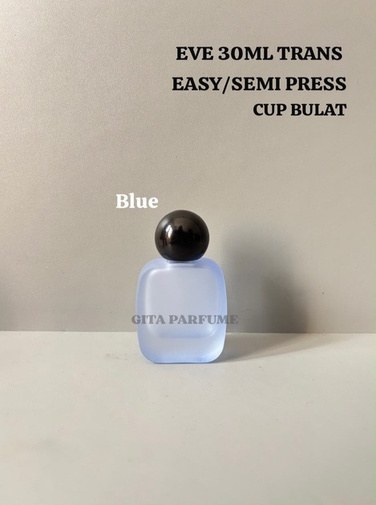 EVE 30ML TRANS
EASY/SEMI PRESS
CUP BULAT
Blue
GITA PARFUME